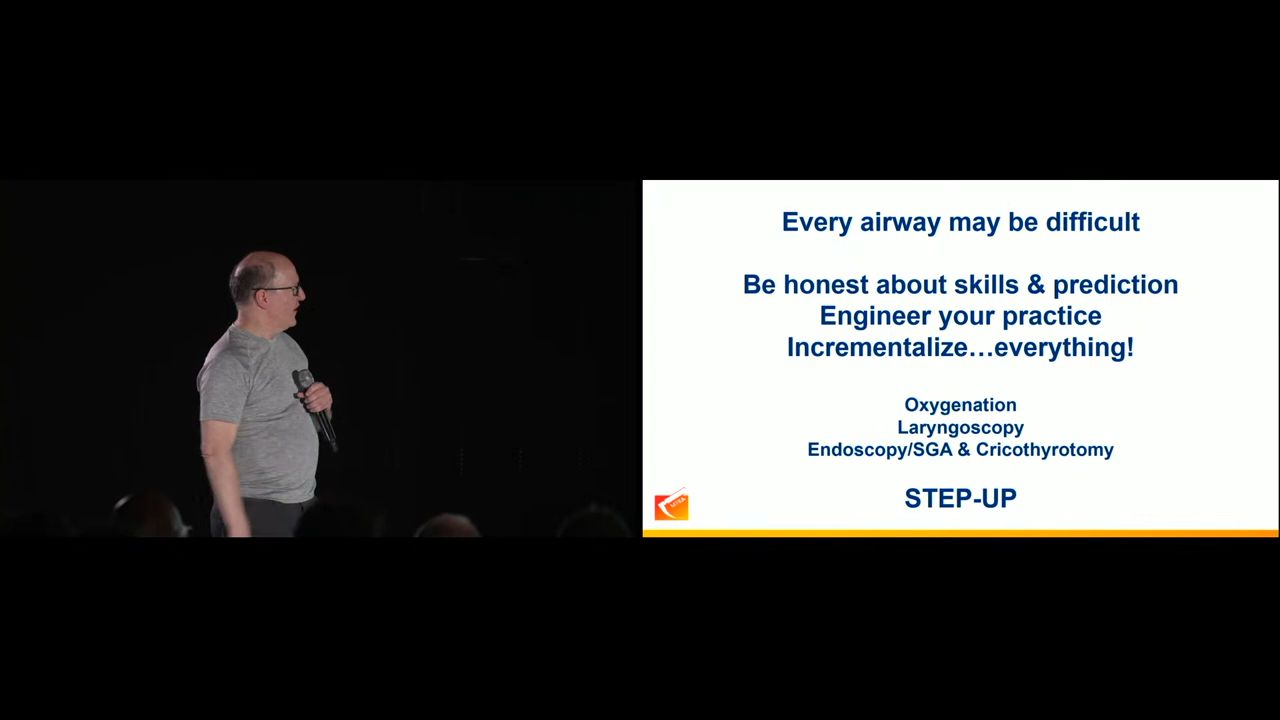 Every airway may be difficult
Be honest about skills & prediction
Engineer your practice
Incrementalize…everything!
Oxygenation
Laryngoscopy
Endoscopy/SGA & Cricothyrotomy
STEP-UP